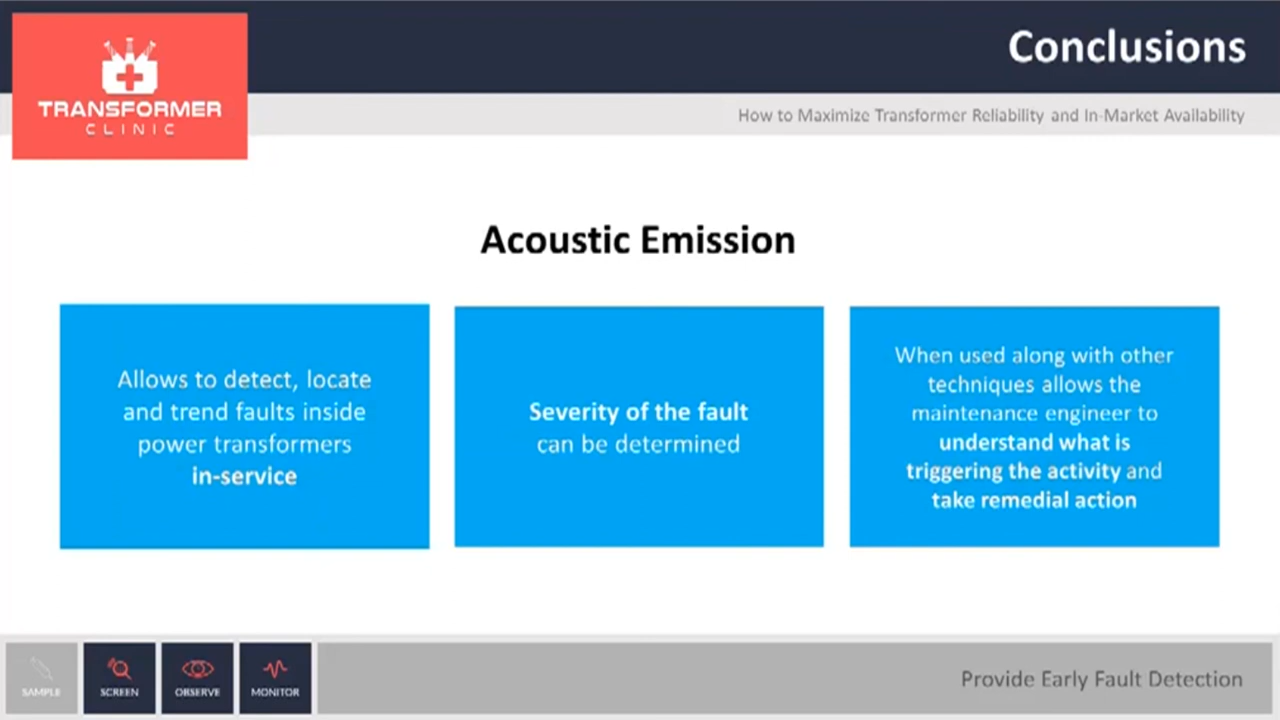 Conclusions
TRANSFORMER
CLINIC
How to Maximize Transformer Reliability and In-Market Availability
Acoustic Emission
Allows to detect, locate
and trend faults inside
power transformers
in-service
Severity of the fault
can be determined
When used along with other
techniques allows the
maintenance engineer to
understand what is
triggering the activity and
take remedial action
SAMPLE
SCREEN
OBSERVE
MONITOR
Provide Early Fault Detection